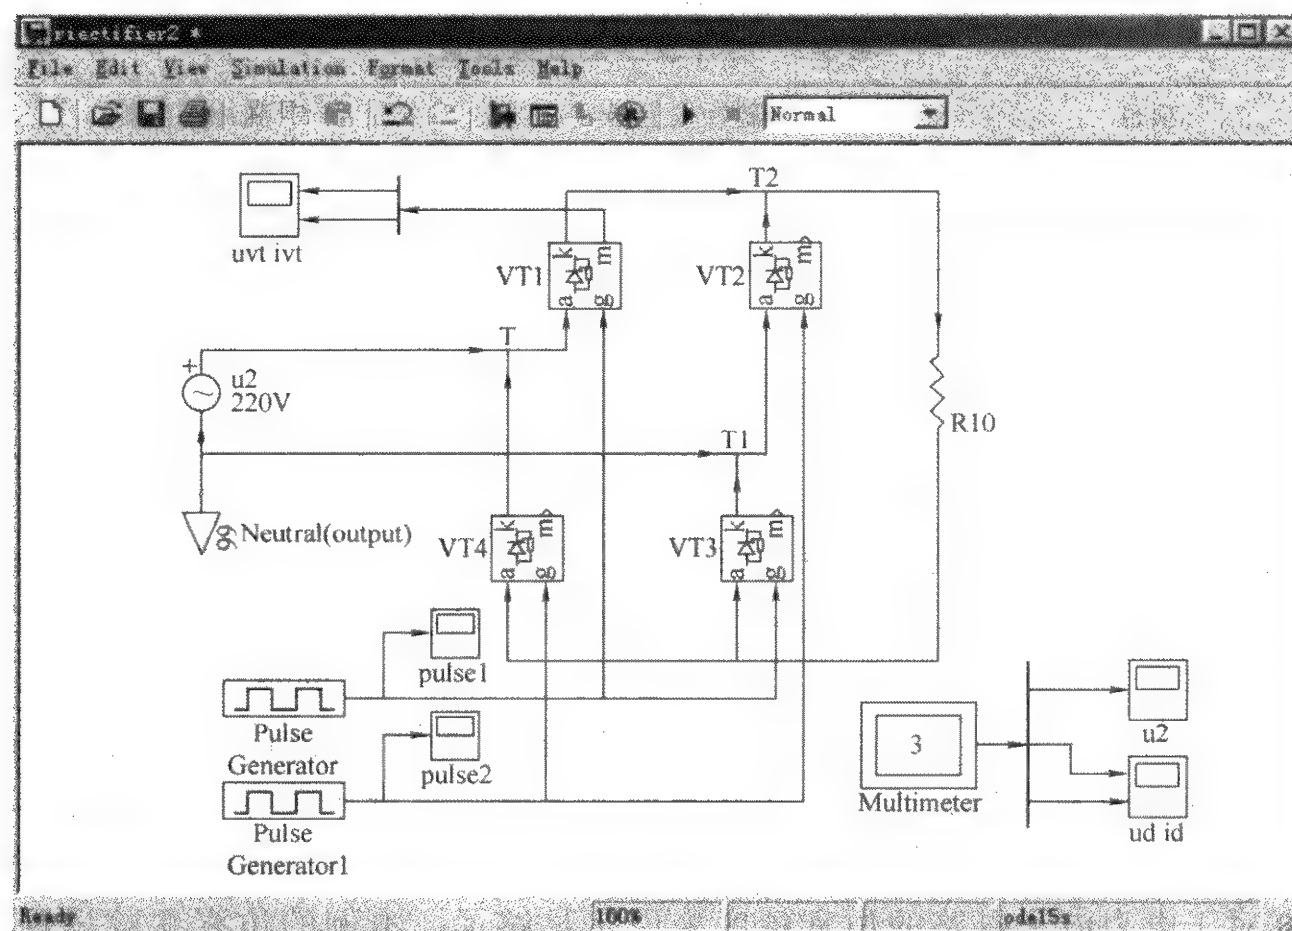 riectifier2 *
File Edit View Simulation Format Tools Help
Normal
T2
uvt ivt
VT1
k
m
a
g
VT2
k
m
a
g
T
+
u2
220V
R10
T1
g
Neutral(output)
VT4
k
m
a
g
VT3
k
m
a
g
pulse1
Pulse
Generator
pulse2
3
Multimeter
u2
ud id
Pulse
Generator1
Ready
100%
ode15s